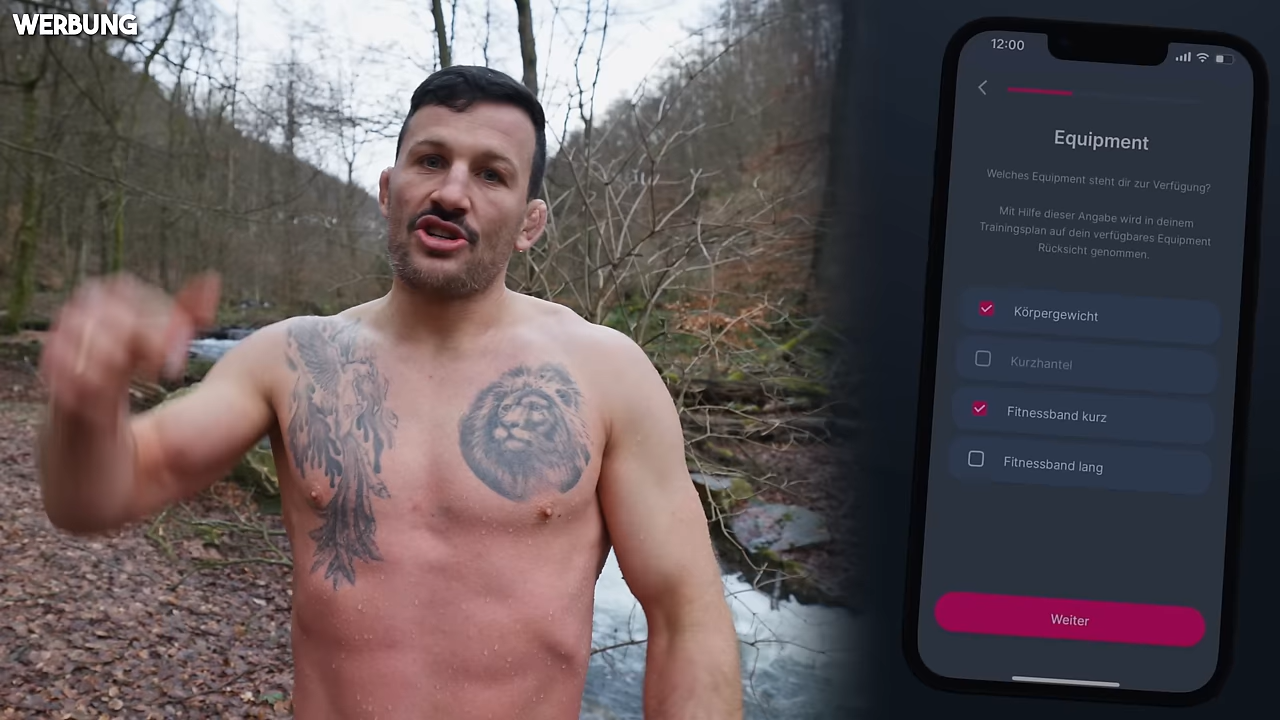 WERBUNG
12:00
Equipment
Welches Equipment steht dir zur Verfügung?
Mit Hilfe dieser Angabe wird in deinem
Trainingsplan auf dein verfügbares Equipment
Rücksicht genommen.
Körpergewicht
Kurzhantel
Fitnessband kurz
Fitnessband lang
Weiter